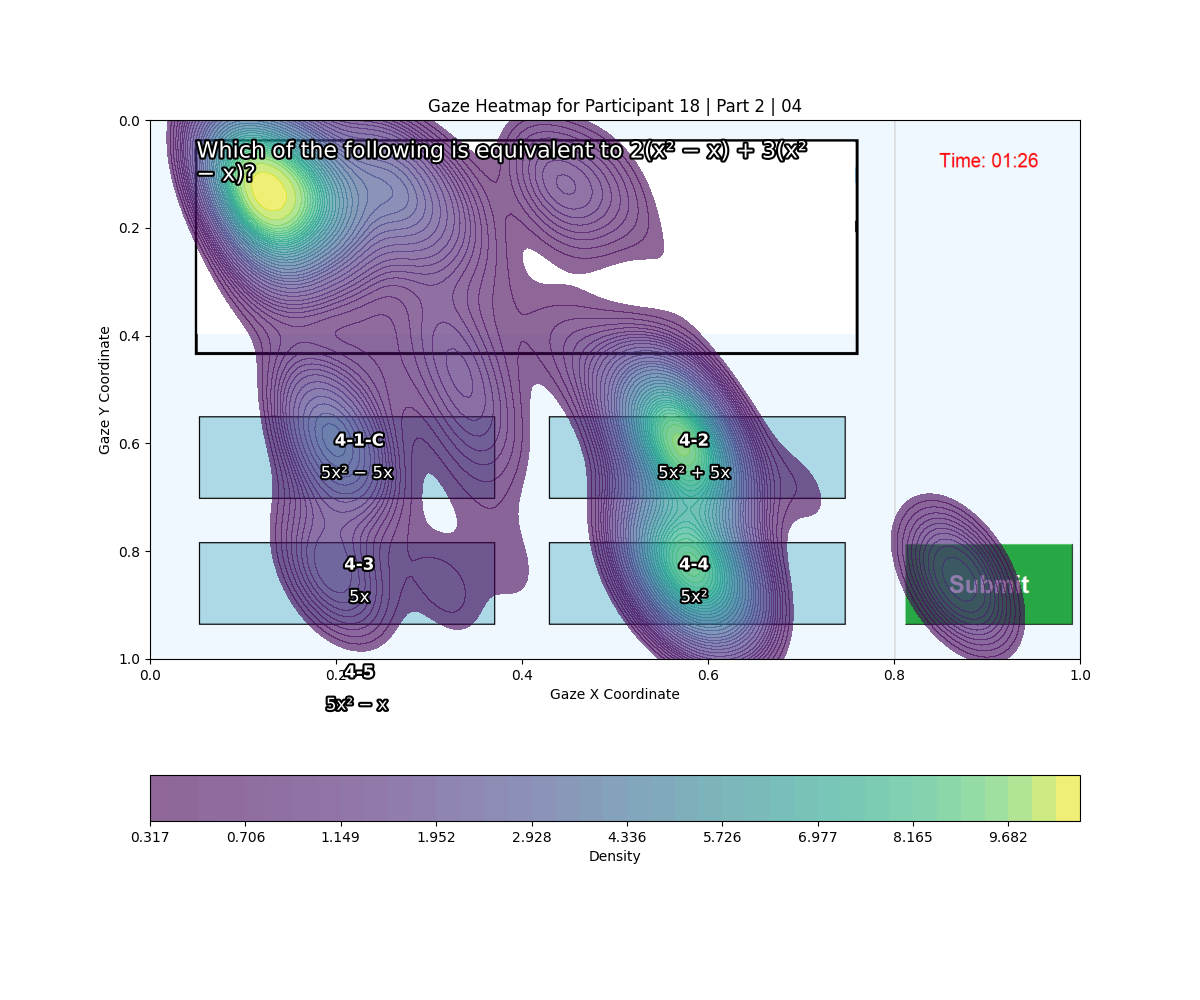 Gaze Heatmap for Participant 18 | Part 2 | 04
0.0
0.2
0.4
0.6
0.8
1.0
Gaze Y Coordinate
Which of the following is equivalent to 2(x² − x) + 3(x²
− x)?
Time: 01:26
4-1-C
5x² − 5x
4-2
5x² + 5x
4-3
5x
4-4
5x²
Submit
0.0 0.2 0.4 0.6 0.8 1.0
4-5
Gaze X Coordinate
5x² − x
0.317 0.706 1.149 1.952 2.928 4.336 5.726 6.977 8.165 9.682
Density